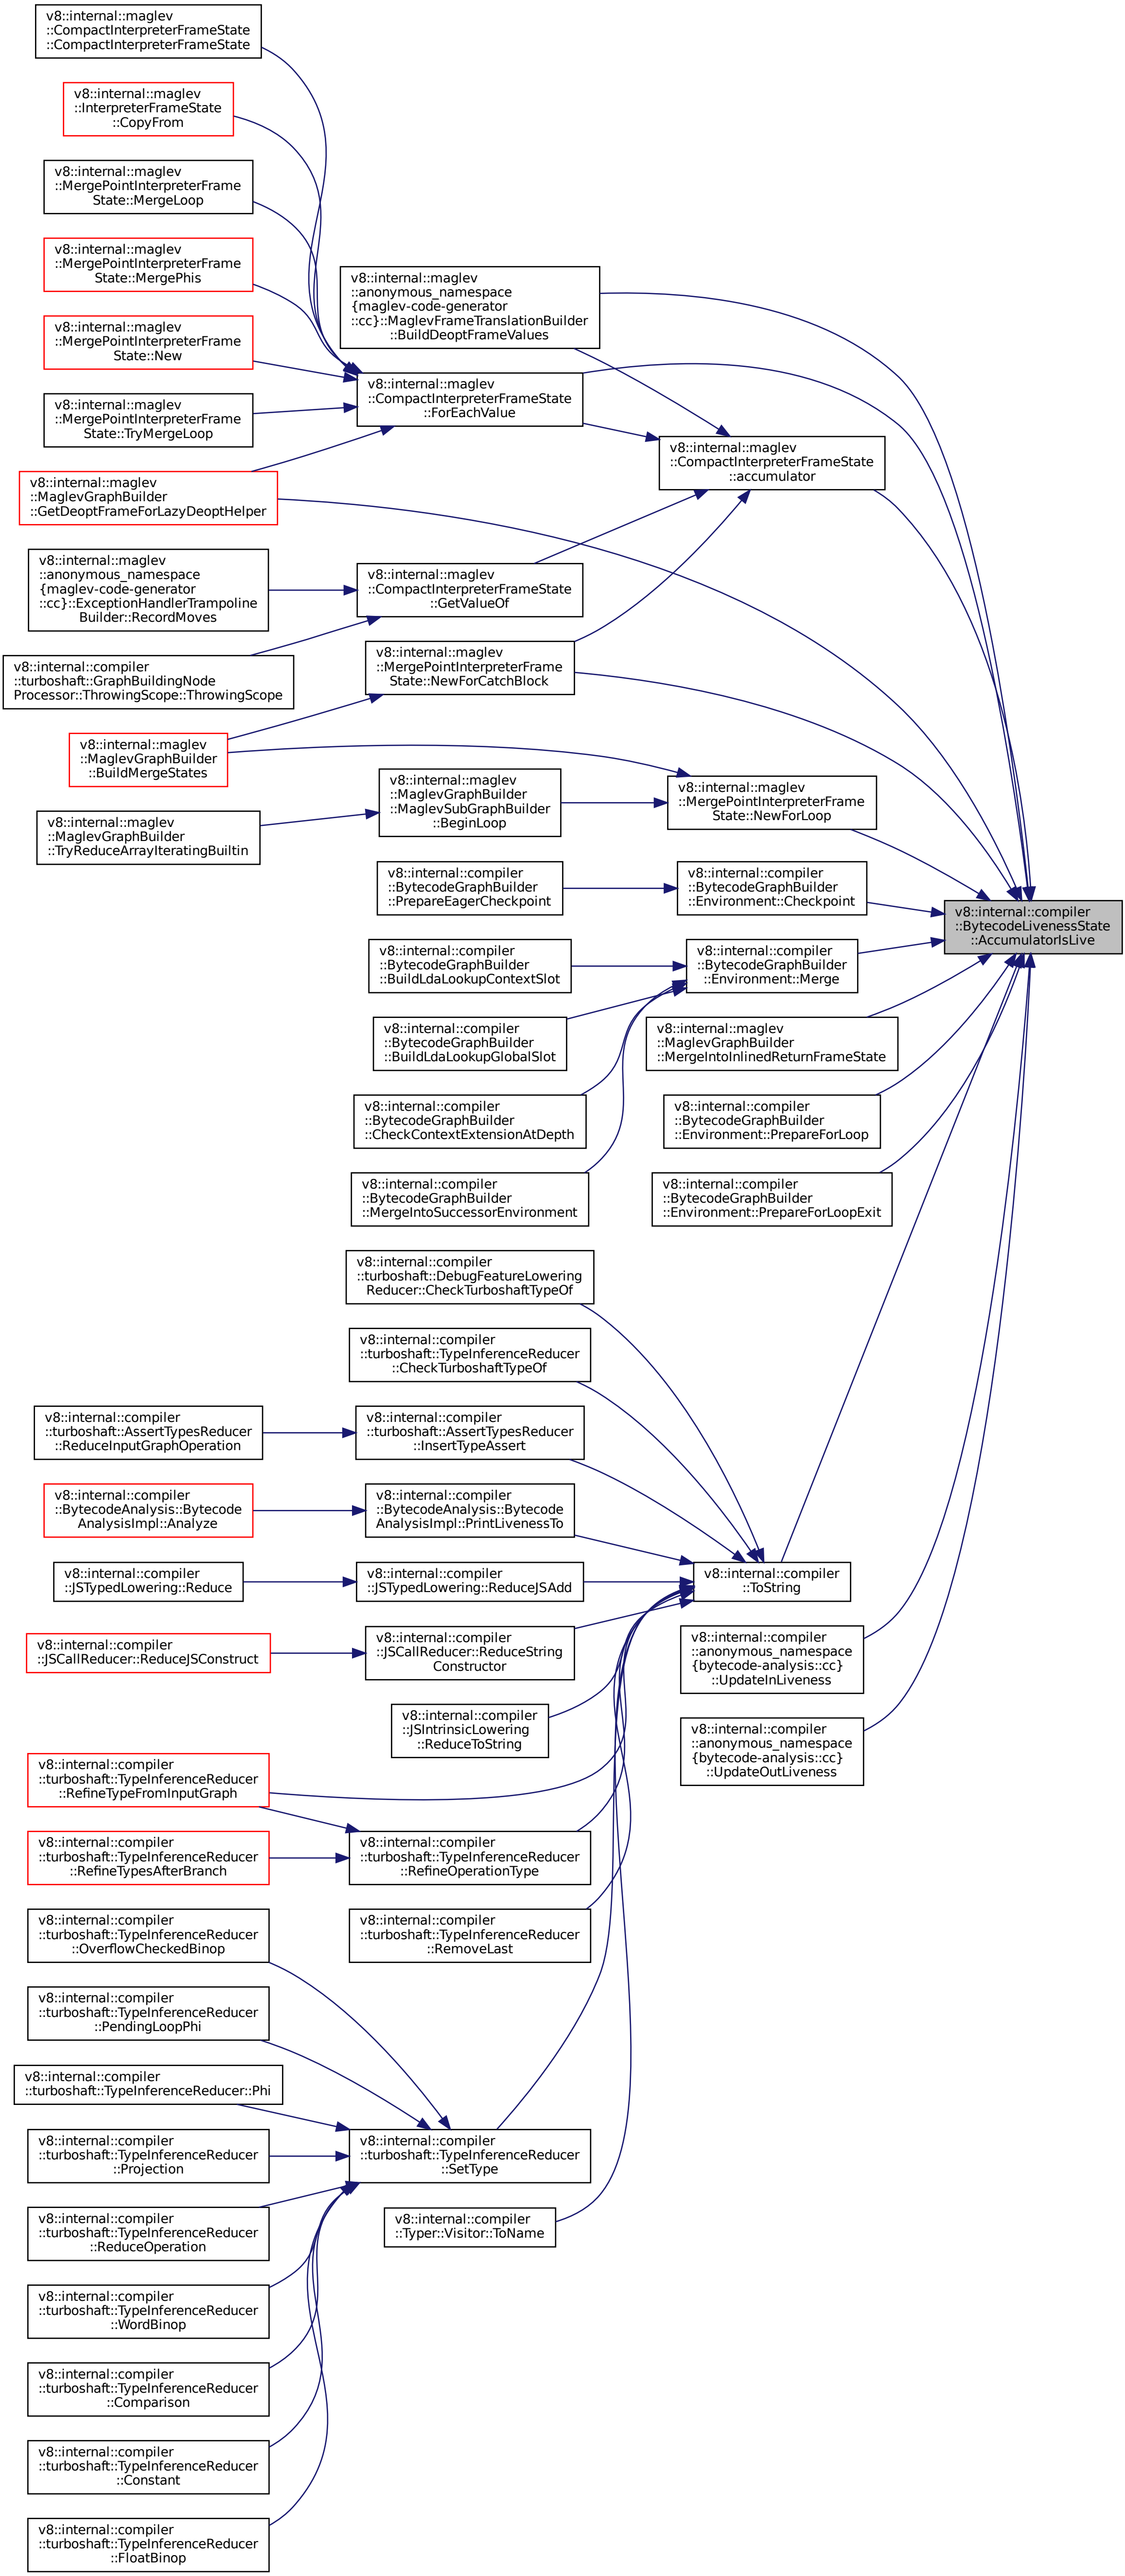 v8::internal::maglev
::CompactInterpreterFrameState
::CompactInterpreterFrameState
v8::internal::maglev
::InterpreterFrameState
::CopyFrom
v8::internal::maglev
::MergePointInterpreterFrame
State::MergeLoop
v8::internal::maglev
::MergePointInterpreterFrame
State::MergePhis
v8::internal::maglev
::MergePointInterpreterFrame
State::New
v8::internal::maglev
::MergePointInterpreterFrame
State::TryMergeLoop
v8::internal::maglev
::MaglevGraphBuilder
::GetDeoptFrameForLazyDeoptHelper
v8::internal::maglev
::anonymous_namespace
{maglev-code-generator
::cc}::ExceptionHandlerTrampoline
Builder::RecordMoves
v8::internal::compiler
::turboshaft::GraphBuildingNode
Processor::ThrowingScope::ThrowingScope
v8::internal::maglev
::MaglevGraphBuilder
::BuildMergeStates
v8::internal::maglev
::MaglevGraphBuilder
::TryReduceArrayIteratingBuiltin
v8::internal::maglev
::anonymous_namespace
{maglev-code-generator
::cc}::MaglevFrameTranslationBuilder
::BuildDeoptFrameValues
v8::internal::maglev
::CompactInterpreterFrameState
::ForEachValue
v8::internal::maglev
::CompactInterpreterFrameState
::accumulator
v8::internal::maglev
::CompactInterpreterFrameState
::GetValueOf
v8::internal::maglev
::MergePointInterpreterFrame
State::NewForCatchBlock
v8::internal::maglev
::MaglevGraphBuilder
::MaglevSubGraphBuilder
::BeginLoop
v8::internal::maglev
::MergePointInterpreterFrame
State::NewForLoop
v8::internal::compiler
::BytecodeGraphBuilder
::PrepareEagerCheckpoint
v8::internal::compiler
::BytecodeGraphBuilder
::Environment::Checkpoint
v8::internal::compiler
::BytecodeLivenessState
::AccumulatorIsLive
v8::internal::compiler
::BytecodeGraphBuilder
::BuildLdaLookupContextSlot
v8::internal::compiler
::BytecodeGraphBuilder
::Environment::Merge
v8::internal::compiler
::BytecodeGraphBuilder
::BuildLdaLookupGlobalSlot
v8::internal::maglev
::MaglevGraphBuilder
::MergeIntoInlinedReturnFrameState
v8::internal::compiler
::BytecodeGraphBuilder
::CheckContextExtensionAtDepth
v8::internal::compiler
::BytecodeGraphBuilder
::Environment::PrepareForLoop
v8::internal::compiler
::BytecodeGraphBuilder
::MergeIntoSuccessorEnvironment
v8::internal::compiler
::BytecodeGraphBuilder
::Environment::PrepareForLoopExit
v8::internal::compiler
::turboshaft::DebugFeatureLowering
Reducer::CheckTurboshaftTypeOf
v8::internal::compiler
::turboshaft::TypeInferenceReducer
::CheckTurboshaftTypeOf
v8::internal::compiler
::turboshaft::AssertTypesReducer
::ReduceInputGraphOperation
v8::internal::compiler
::turboshaft::AssertTypesReducer
::InsertTypeAssert
v8::internal::compiler
::BytecodeAnalysis::Bytecode
AnalysisImpl::Analyze
v8::internal::compiler
::BytecodeAnalysis::Bytecode
AnalysisImpl::PrintLivenessTo
v8::internal::compiler
::JSTypedLowering::Reduce
v8::internal::compiler
::JSTypedLowering::ReduceJSAdd
v8::internal::compiler
::ToString
v8::internal::compiler
::JSCallReducer::ReduceJSConstruct
v8::internal::compiler
::JSCallReducer::ReduceString
Constructor
v8::internal::compiler
::anonymous_namespace
{bytecode-analysis::cc}
::UpdateInLiveness
v8::internal::compiler
::JSIntrinsicLowering
::ReduceToString
v8::internal::compiler
::anonymous_namespace
{bytecode-analysis::cc}
::UpdateOutLiveness
v8::internal::compiler
::turboshaft::TypeInferenceReducer
::RefineTypeFromInputGraph
v8::internal::compiler
::turboshaft::TypeInferenceReducer
::RefineTypesAfterBranch
v8::internal::compiler
::turboshaft::TypeInferenceReducer
::RefineOperationType
v8::internal::compiler
::turboshaft::TypeInferenceReducer
::OverflowCheckedBinop
v8::internal::compiler
::turboshaft::TypeInferenceReducer
::RemoveLast
v8::internal::compiler
::turboshaft::TypeInferenceReducer
::PendingLoopPhi
v8::internal::compiler
::turboshaft::TypeInferenceReducer::Phi
v8::internal::compiler
::turboshaft::TypeInferenceReducer
::Projection
v8::internal::compiler
::turboshaft::TypeInferenceReducer
::SetType
v8::internal::compiler
::turboshaft::TypeInferenceReducer
::ReduceOperation
v8::internal::compiler
::Typer::Visitor::ToName
v8::internal::compiler
::turboshaft::TypeInferenceReducer
::WordBinop
v8::internal::compiler
::turboshaft::TypeInferenceReducer
::Comparison
v8::internal::compiler
::turboshaft::TypeInferenceReducer
::Constant
v8::internal::compiler
::turboshaft::TypeInferenceReducer
::FloatBinop